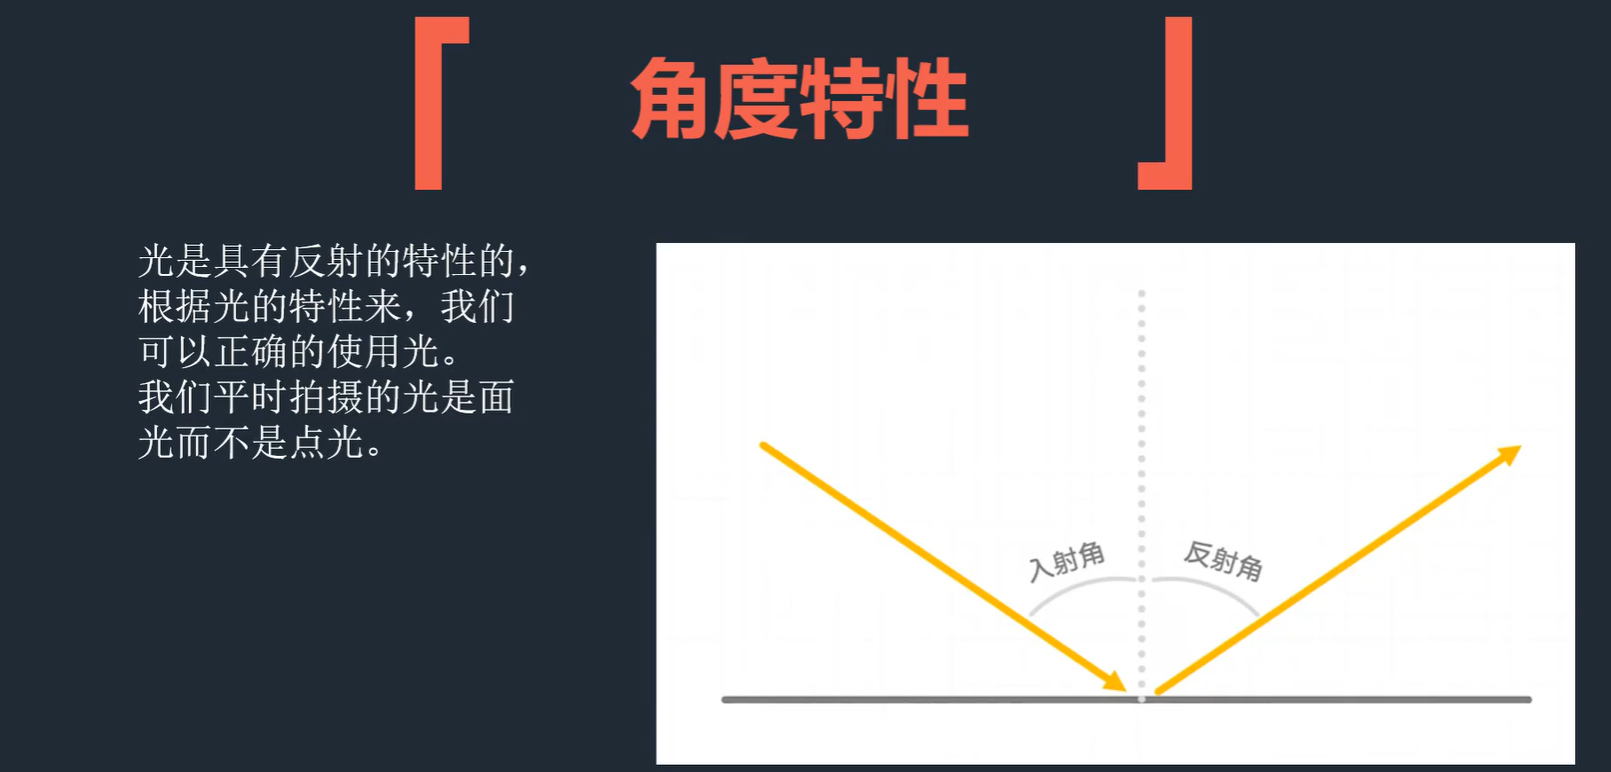 角度特性
光是具有反射的特性的，
根据光的特性来，我们
可以正确的使用光。
我们平时拍摄的光是面
光而不是点光。
入射角
反射角